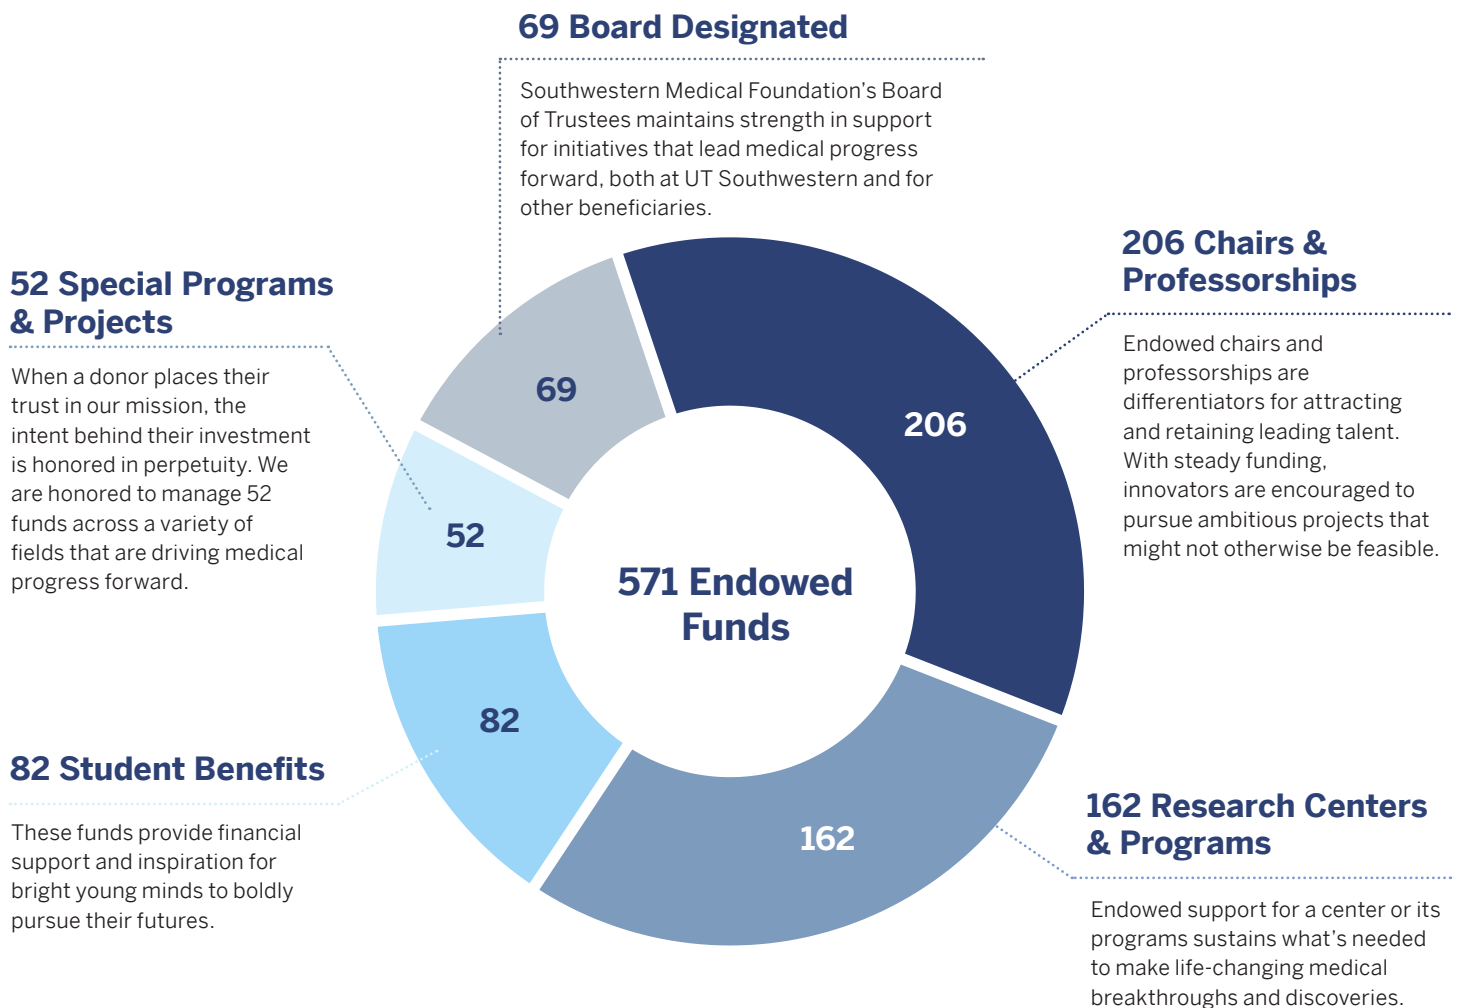 69 Board Designated
Southwestern Medical Foundation’s Board
of Trustees maintains strength in support
for initiatives that lead medical progress
forward, both at UT Southwestern and for
other beneficiaries.
206 Chairs &
Professorships
Endowed chairs and
professorships are
differentiators for attracting
and retaining leading talent.
With steady funding,
innovators are encouraged to
pursue ambitious projects that
might not otherwise be feasible.
52 Special Programs
& Projects
When a donor places their
trust in our mission, the
intent behind their investment
is honored in perpetuity. We
are honored to manage 52
funds across a variety of
fields that are driving medical
progress forward.
69
206
52
571 Endowed
Funds
82
162
82 Student Benefits
These funds provide financial
support and inspiration for
bright young minds to boldly
pursue their futures.
162 Research Centers
& Programs
Endowed support for a center or its
programs sustains what’s needed
to make life-changing medical
breakthroughs and discoveries.